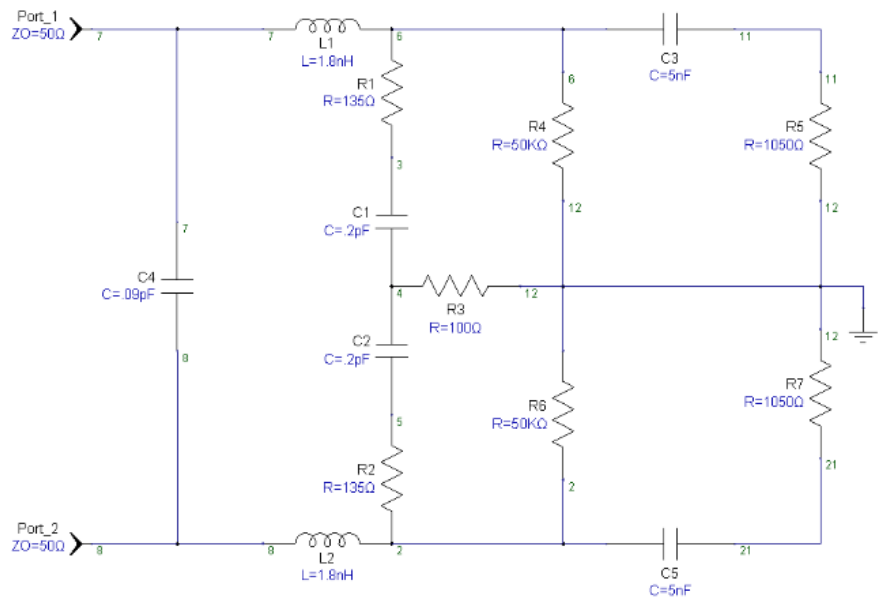 Port_1
ZO=50Ω
7
7
L1
L=1.8nH
6
C3
C=5nF
11
R1
R=135Ω
6
11
R4
R=50KΩ
R5
R=1050Ω
3
C1
C=.2pF
12
12
7
C4
C=.09pF
4
R3
R=100Ω
12
C2
C=.2pF
12
8
R6
R=50KΩ
R7
R=1050Ω
5
R2
R=135Ω
2
21
Port_2
ZO=50Ω
8
8
L2
L=1.8nH
2
C5
C=5nF
21